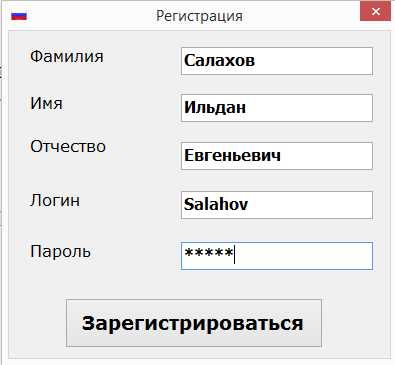 Регистрация
Фамилия Салахов
Имя Ильдан
Отчество Евгеньевич
Логин Salahov
Пароль *****
Зарегистрироваться